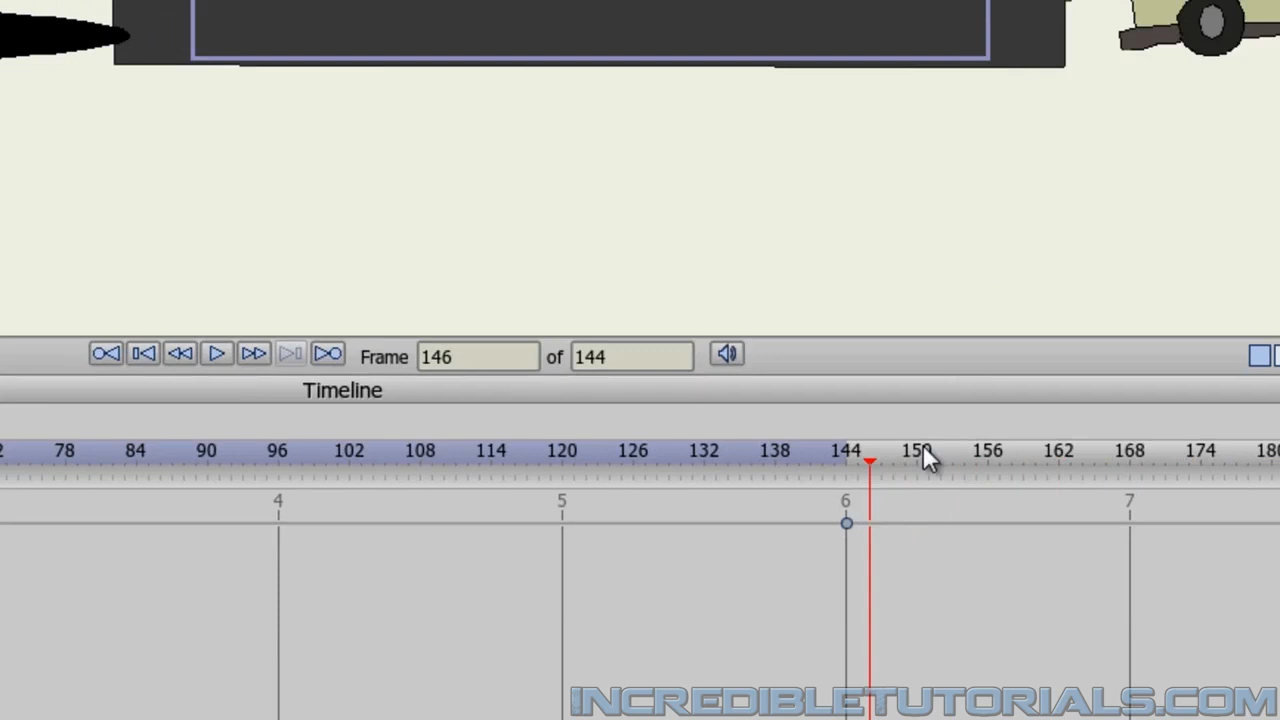 Frame 146 of 144
Timeline
78 84 90 96 102 108 114 120 126 132 138 144 156 162 168 174
4 5 6 7
INCREDIBLETUTORIALS.COM